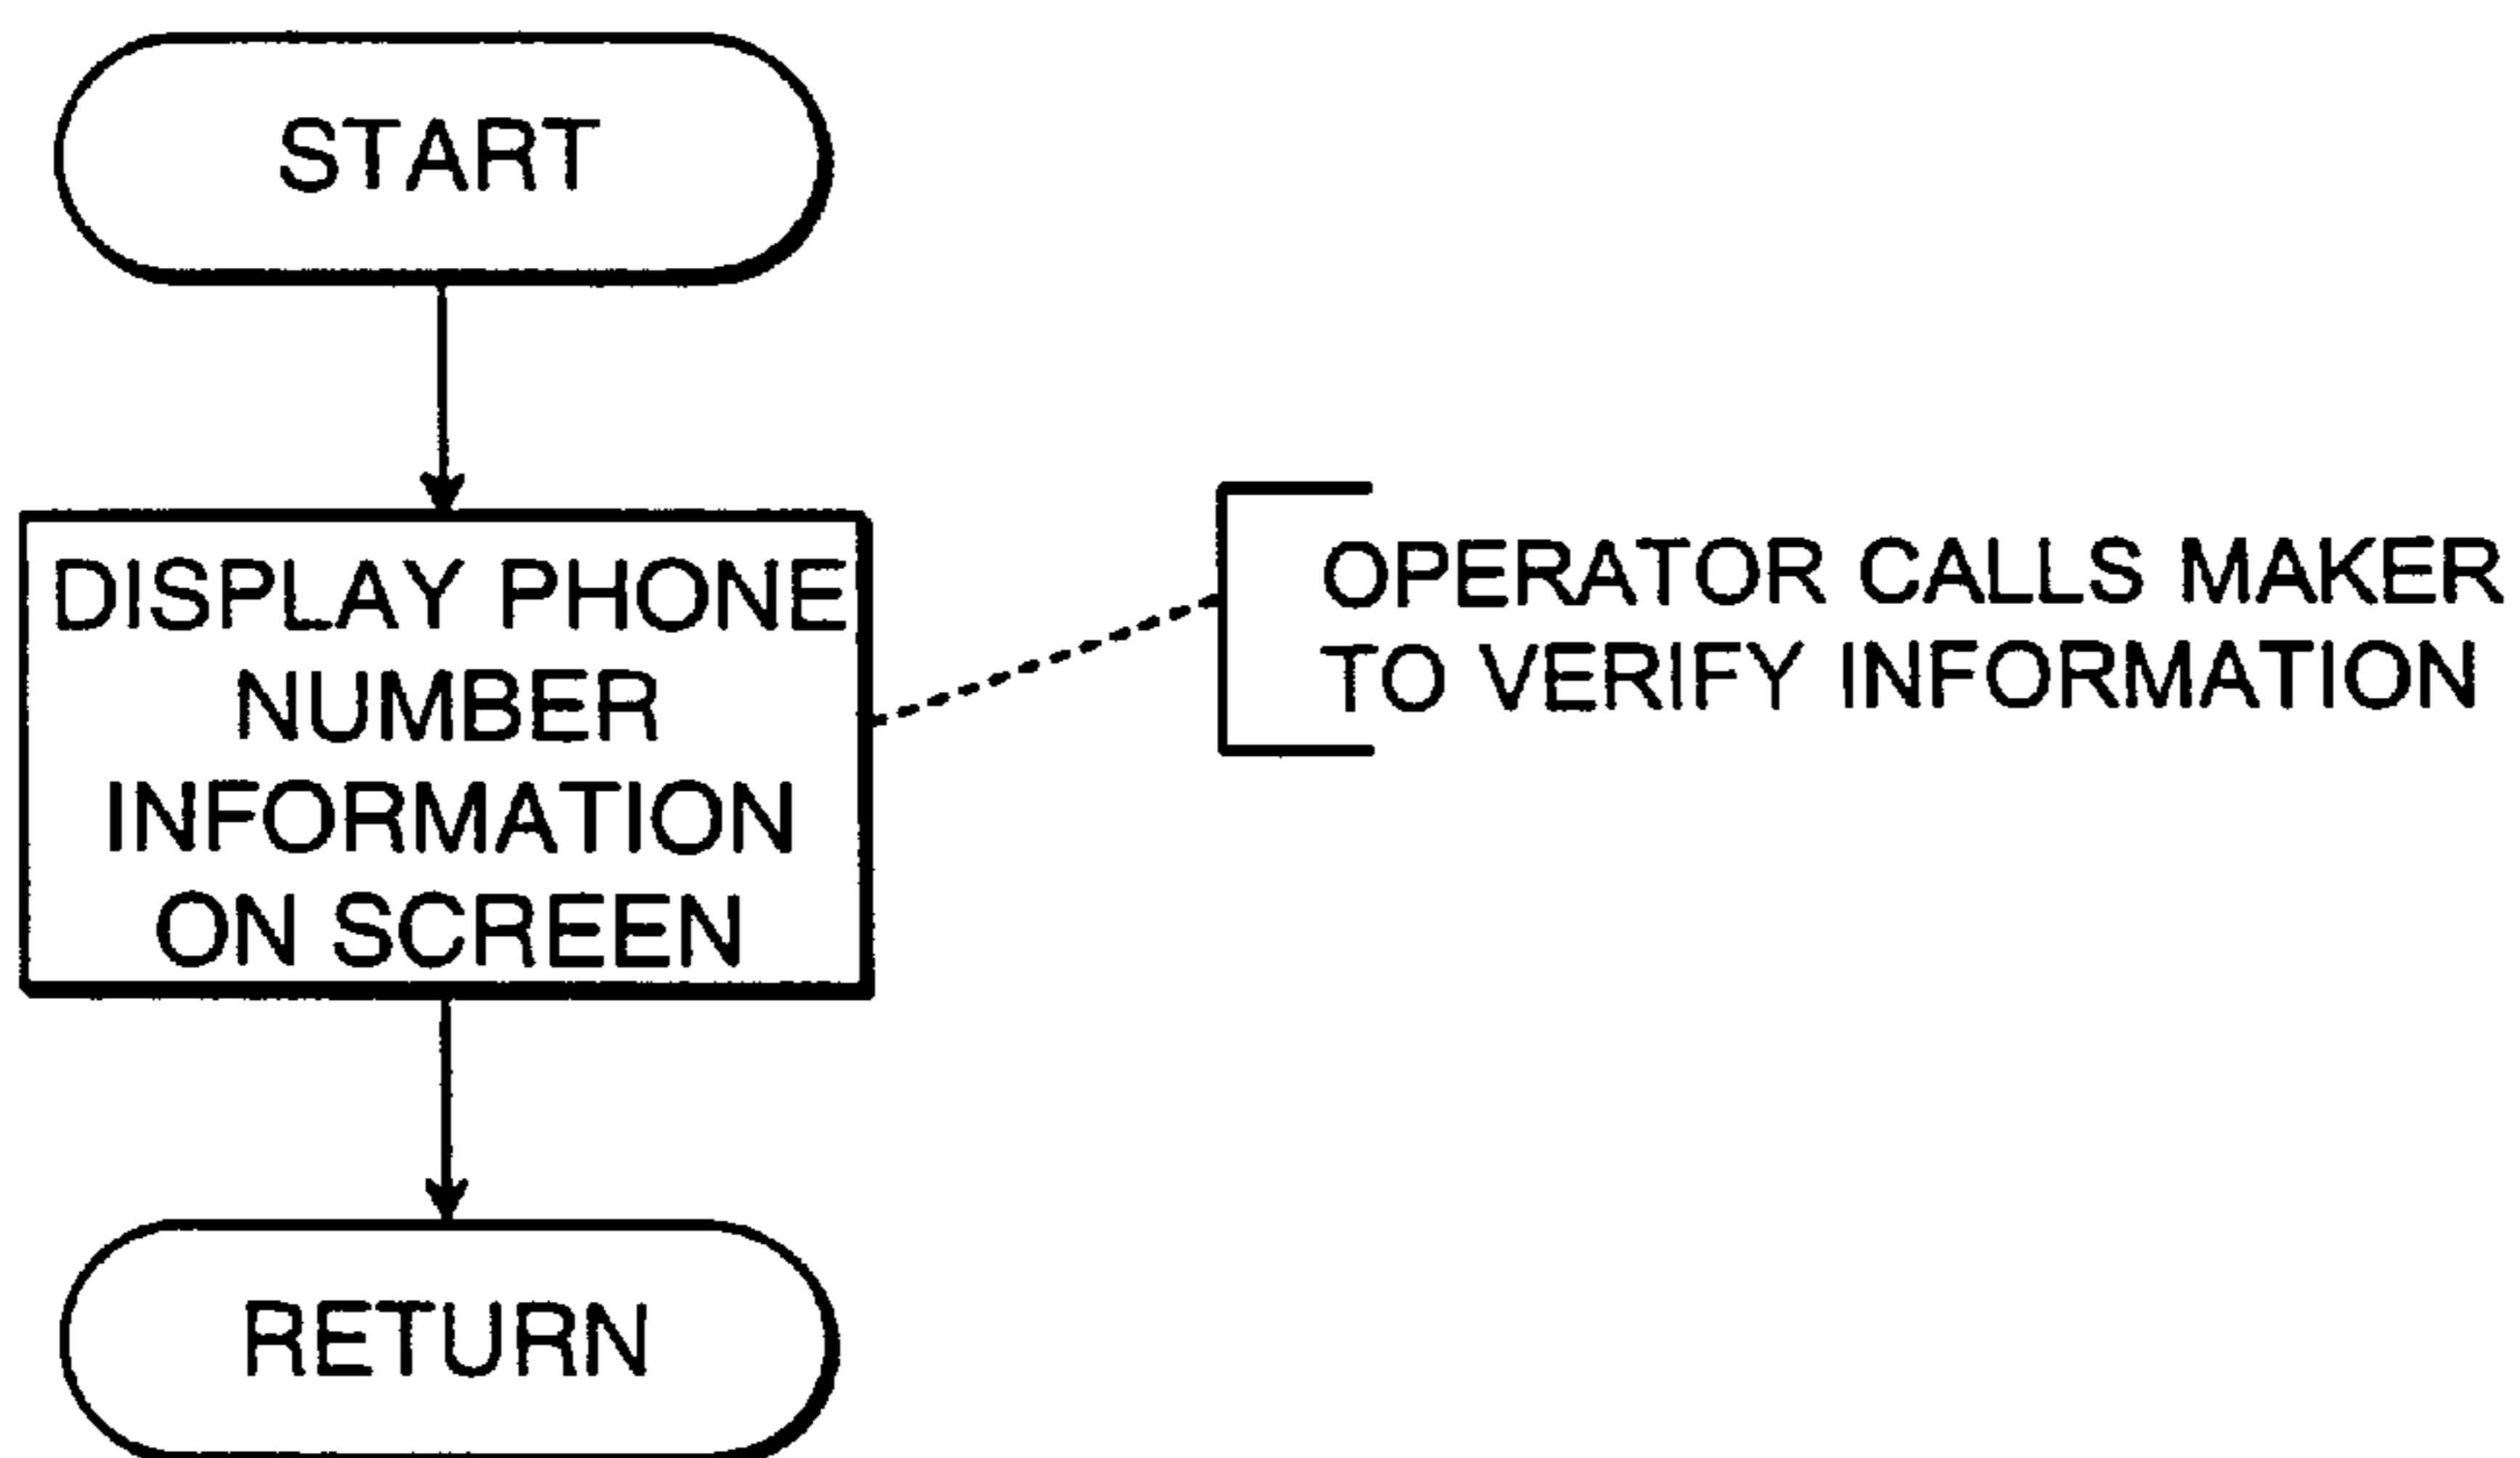 START
DISPLAY PHONE
NUMBER
INFORMATION
ON SCREEN
OPERATOR CALLS MAKER
TO VERIFY INFORMATION
RETURN